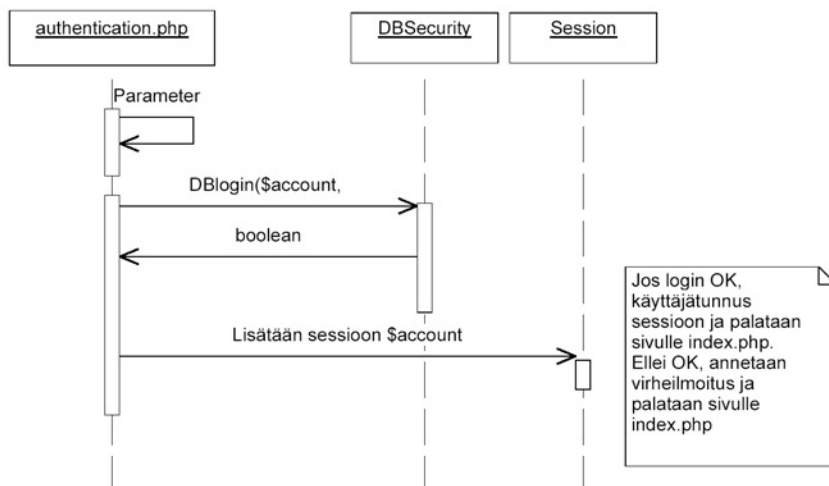 authentication.php
DBSecurity
Session
Parameter
DBlogin($account,
boolean
Lisätään sessioon $account
Jos login OK,
käyttäjätunnus
sessioon ja palataan
sivulle index.php.
Ellei OK, annetaan
virheilmoitus ja
palataan sivulle
index.php